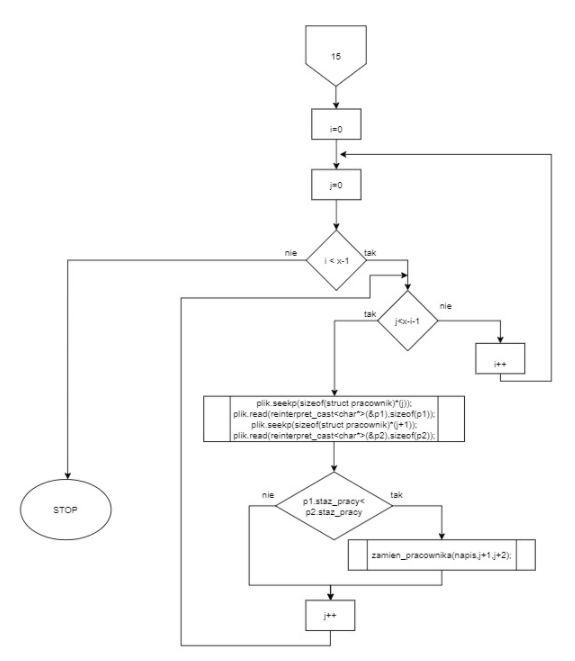 15
i=0
j=0
i < x-1
nie
tak
j<x-i-1
tak
nie
i++
plik.seekp(sizeof(struct pracownik)*(j));
plik.read(reinterpret_cast<char*>(&p1),sizeof(p1));
plik.seekp(sizeof(struct pracownik)*(j+1));
plik.read(reinterpret_cast<char*>(&p2),sizeof(p2));
STOP
nie
tak
p1.staz_pracy<
p2.staz_pracy
zamien_pracownika(napis,j+1,j+2);
j++